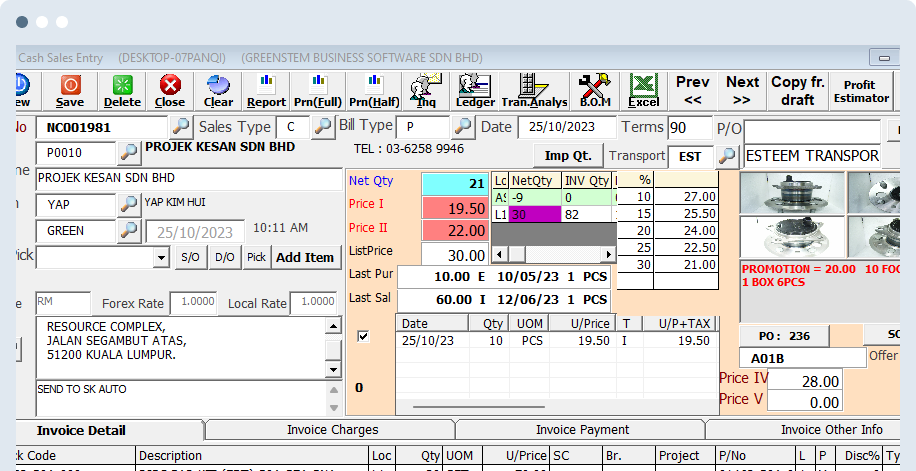 Cash Sales Entry (DESKTOP-07PANQI) (GREENSTEM BUSINESS SOFTWARE SDN BHD)
ew Save Delete Close Clear Report Prn(Full) Prn(Half) Inq Ledger Tran.Analys B.O.M Excel Prev << Next >> Copy fr. draft Profit Estimator
No NC001981 Sales Type C Bill Type P Date 25/10/2023 Terms 90 P/O
P0010 PROJEK KESAN SDN BHD TEL : 03-6258 9946 Imp Qt. Transport EST ESTEEM TRANSPOR
me PROJEK KESAN SDN BHD
YAP YAP KIM HUI
GREEN 25/10/2023 10:11 AM
Pick S/O D/O Pick Add Item
RM Forex Rate 1.0000 Local Rate 1.0000
RESOURCE COMPLEX,
JALAN SEGAMBUT ATAS,
51200 KUALA LUMPUR.
SEND TO SK AUTO
Net Qty 21
Price I 19.50
Price II 22.00
ListPrice 30.00
Last Pur 10.00 E 10/05/23 1 PCS
Last Sal 60.00 I 12/06/23 1 PCS
Lc NetQty INV Qty
AS -9 0
L1 30 82
%
10 27.00
15 25.50
20 24.00
25 22.50
30 21.00
Date Qty UOM U/Price T U/P+TAX
25/10/23 10 PCS 19.50 I 19.50
0
PROMOTION = 20.00 10 FOC
1 BOX 6PCS
PO: 236 SC
A01B Offer
Price IV 28.00
Price V 0.00
Invoice Detail Invoice Charges Invoice Payment Invoice Other Info
ck Code Description Loc Qty UOM U/Price SC Br. Project P/No L P Disc% Ty